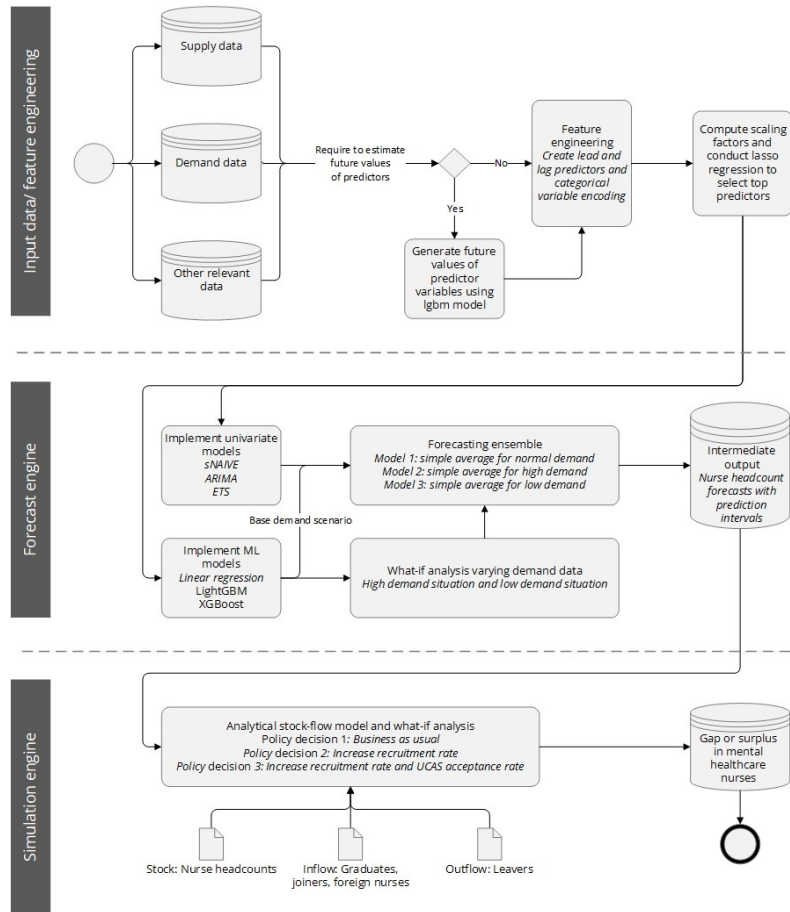 Input data/ feature engineering
Supply data
Demand data
Other relevant
data
Require to estimate
future values
of predictors
No
Yes
Generate future
values of
predictor
variables using
lgbm model
Feature
engineering
Create lead and
lag predictors and
categorical
variable encoding
Compute scaling
factors and
conduct lasso
regression to
select top
predictors
Forecast engine
Implement univariate
models
sNAIVE
ARIMA
ETS
Base demand scenario
Implement ML
models
Linear regression
LightGBM
XGBoost
Forecasting ensemble
Model 1: simple average for normal demand
Model 2: simple average for high demand
Model 3: simple average for low demand
What-if analysis varying demand data
High demand situation and low demand situation
Intermediate
output
Nurse headcount
forecasts with
prediction
intervals
Simulation engine
Analytical stock-flow model and what-if analysis
Policy decision 1: Business as usual
Policy decision 2: Increase recruitment rate
Policy decision 3: Increase recruitment rate and UCAS acceptance rate
Stock: Nurse headcounts
Inflow: Graduates,
joiners, foreign nurses
Outflow: Leavers
Gap or surplus
in mental
healthcare
nurses